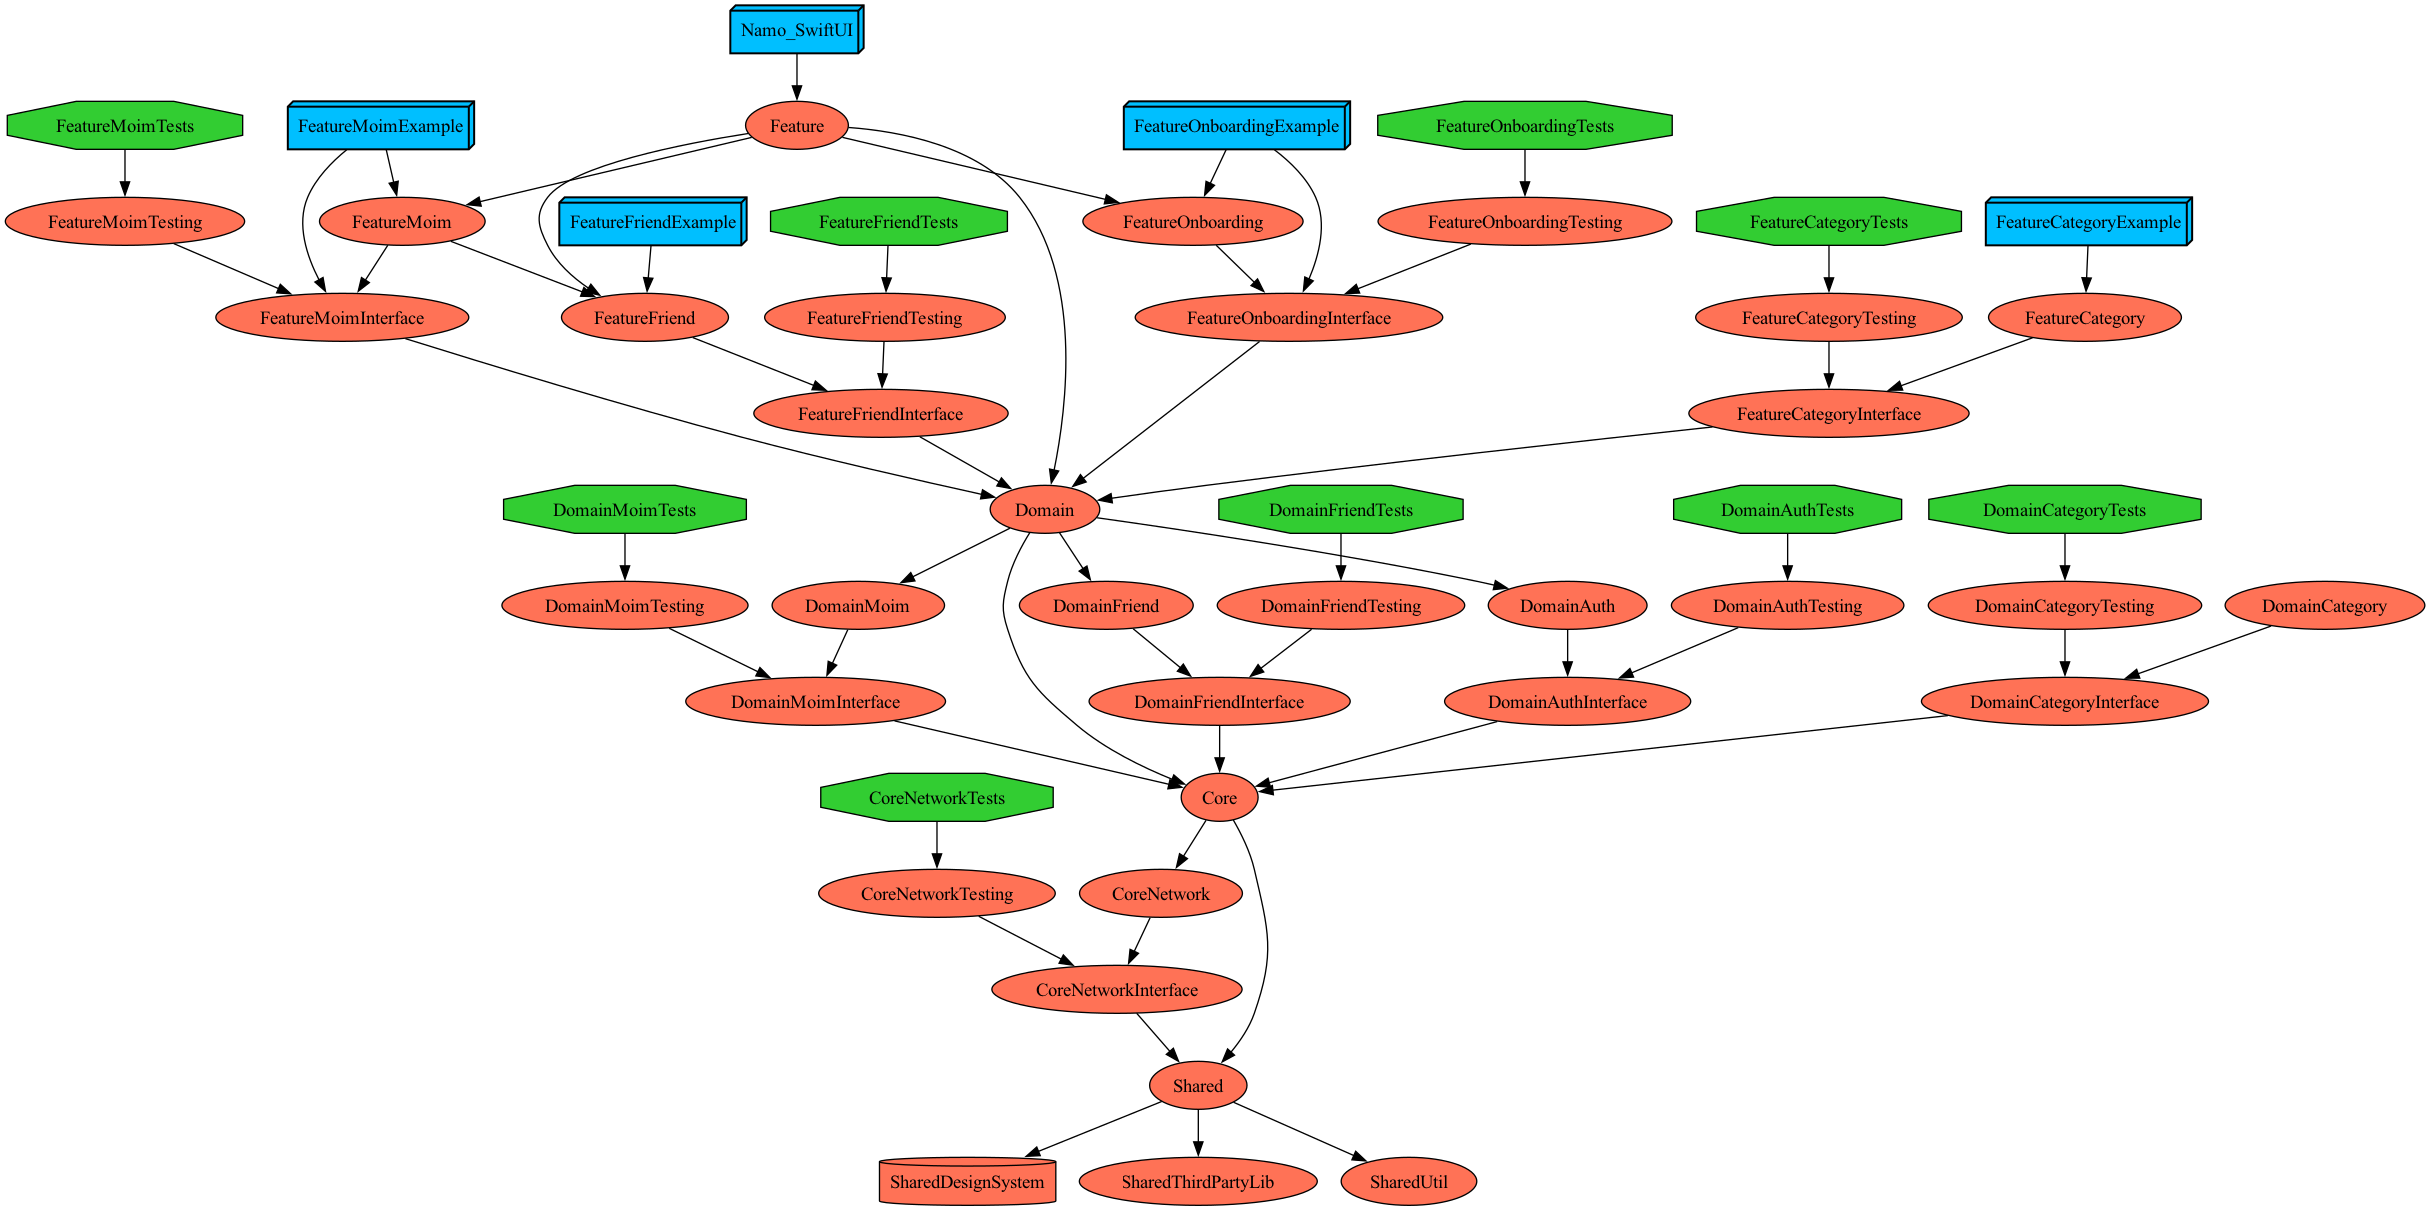 Namo_SwiftUI
FeatureMoimTests
FeatureMoimExample
Feature
FeatureOnboardingExample
FeatureOnboardingTests
FeatureMoimTesting
FeatureMoim
FeatureFriendExample
FeatureFriendTests
FeatureOnboarding
FeatureOnboardingTesting
FeatureCategoryTests
FeatureCategoryExample
FeatureMoimInterface
FeatureFriend
FeatureFriendTesting
FeatureOnboardingInterface
FeatureCategoryTesting
FeatureCategory
FeatureFriendInterface
FeatureCategoryInterface
DomainMoimTests
Domain
DomainFriendTests
DomainAuthTests
DomainCategoryTests
DomainMoimTesting
DomainMoim
DomainFriend
DomainFriendTesting
DomainAuth
DomainAuthTesting
DomainCategoryTesting
DomainCategory
DomainMoimInterface
DomainFriendInterface
DomainAuthInterface
DomainCategoryInterface
CoreNetworkTests
Core
CoreNetworkTesting
CoreNetwork
CoreNetworkInterface
Shared
SharedDesignSystem
SharedThirdPartyLib
SharedUtil